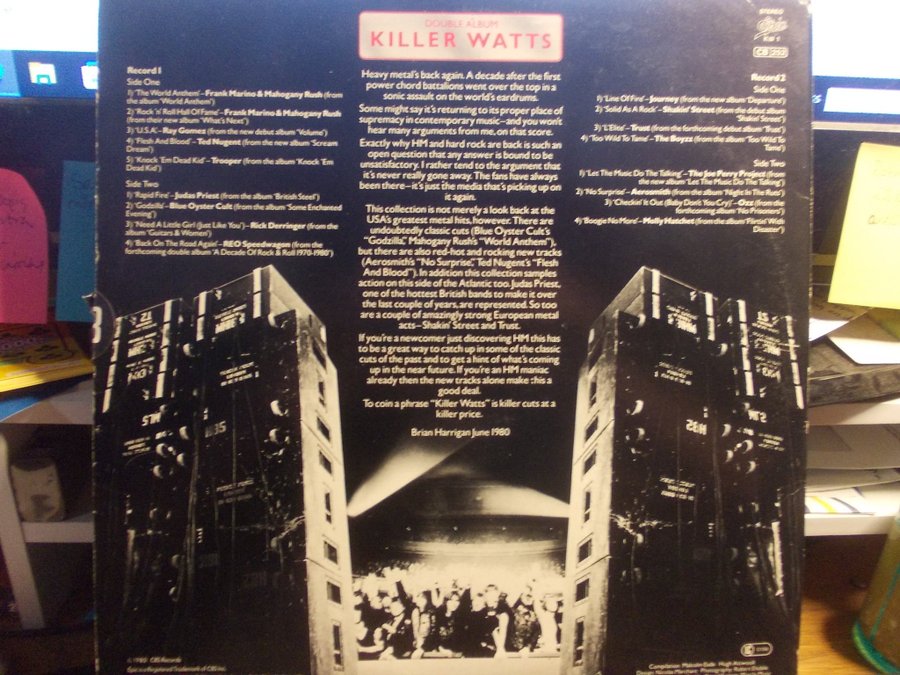 DOUBLE ALBUM
KILLER WATTS
STEREO
Epic
KW 1
CB 252
Record 1
Side One
1) 'The World Anthem' – Frank Marino & Mahogany Rush (from
the album 'World Anthem')
2) 'Rock 'n' Roll Hall of Fame' – Frank Marino & Mahogany Rush
(from their new album 'What's Next')
3) 'U.S.A.' – Ray Gomez (from the new debut album 'Volume')
4) 'Flesh And Blood' – Ted Nugent (from the new album 'Scream
Dream')
5) 'Knock 'Em Dead Kid' – Trooper (from the album 'Knock 'Em
Dead Kid')
Side Two
1) 'Rapid Fire' – Judas Priest (from the album 'British Steel')
2) 'Godzilla' – Blue Oyster Cult (from the album 'Some Enchanted
Evening')
3) 'Need A Little Girl (Just Like You)' – Rick Derringer (from the
album 'Guitars & Women')
4) 'Back On The Road Again' – REO Speedwagon (from the
forthcoming double album 'A Decade Of Rock & Roll 1970-1980')
Heavy metal's back again. A decade after the first
power chord battalions went over the top in a
sonic assault on the world's eardrums.
Some might say it's returning to its proper place of
supremacy in contemporary music – and you won't
hear many arguments from me, on that score.
Exactly why HM and hard rock are back is such an
open question that any answer is bound to be
unsatisfactory. I rather tend to the argument that
it's never really gone away. The fans have always
been there – it's just the media that's picking up on
it again.
This collection is not merely a look back at the
USA's greatest metal hits, however. There are
undoubtedly classic cuts (Blue Oyster Cult's
"Godzilla," Mahogany Rush's "World Anthem"),
but there are also red-hot and rocking new tracks
(Aerosmith's "No Surprise," Ted Nugent's "Flesh
And Blood"). In addition this collection samples
action on this side of the Atlantic too. Judas Priest,
one of the hottest British bands to make it over
the last couple of years, are represented. So too
are a couple of amazingly strong European metal
acts – Shakin' Street and Trust.
If you're a newcomer just discovering HM this has
to be a great way to catch up in some of the classic
cuts of the past and to get a hint of what's coming
up in the near future. If you're an HM maniac
already then the new tracks alone make this a
good deal.
To coin a phrase "Killer Watts" is killer cuts at a
killer price.
Brian Harrigan June 1980
Record 2
Side One
1) 'Line Of Fire' – Journey (from the new album 'Departure')
2) 'Solid As A Rock' – Shakin' Street (from the debut album
'Shakin' Street')
3) 'L'Elite' – Trust (from the forthcoming debut album 'Trust')
4) 'Too Wild To Tame' – The Boyzz (from the album 'Too Wild To
Tame')
Side Two
1) 'Let The Music Do The Talking' – The Joe Perry Project (from
the new album 'Let The Music Do The Talking')
2) 'No Surprise' – Aerosmith (from the album 'Night In The Ruts')
3) 'Checkin' It Out (Baby Don't You Cry)' – Ozz (from the
forthcoming album 'No Prisoners')
4) 'Boogie No More' – Molly Hatchet (from the album 'Flirtin' With
Disaster')
1980 CBS Records
Epic is a Registered Trademark of CBS Inc.
Compilation: Malcolm Eade Hugh Attwooll